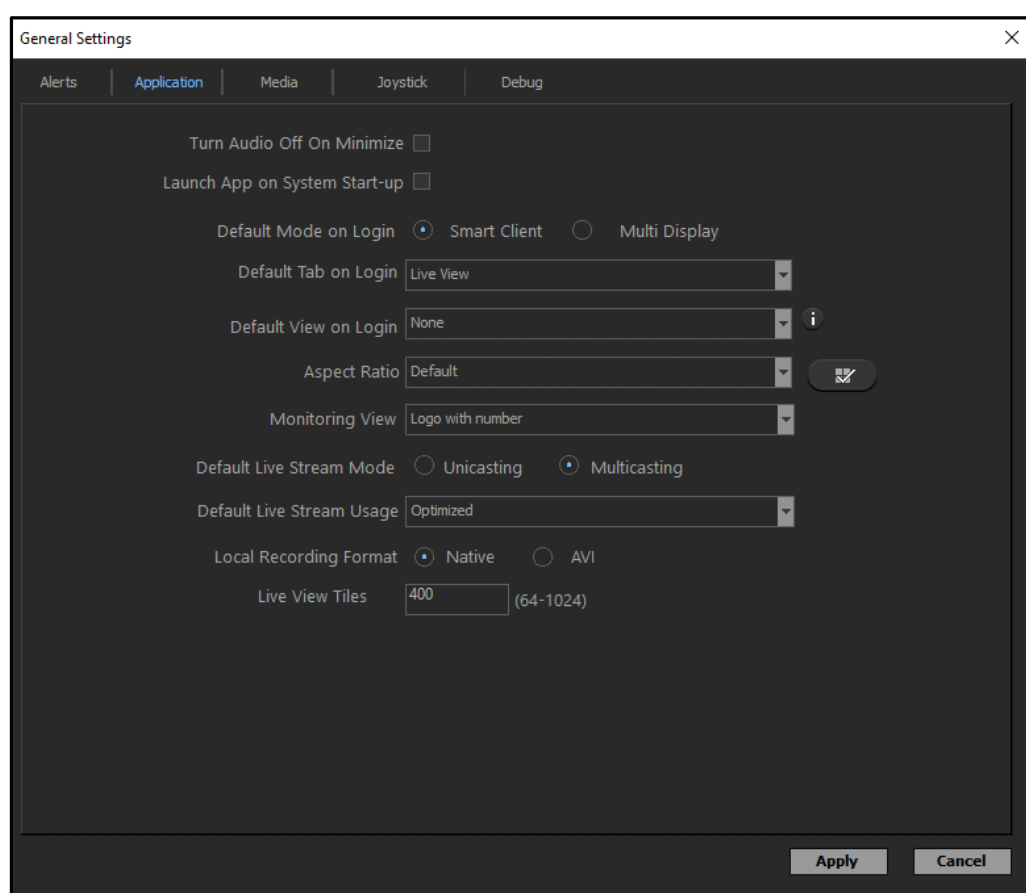 General Settings
Alerts Application Media Joystick Debug
Turn Audio Off On Minimize
Launch App on System Start-up
Default Mode on Login Smart Client Multi Display
Default Tab on Login Live View
Default View on Login None i
Aspect Ratio Default
Monitoring View Logo with number
Default Live Stream Mode Unicasting Multicasting
Default Live Stream Usage Optimized
Local Recording Format Native AVI
Live View Tiles 400 (64-1024)
Apply Cancel